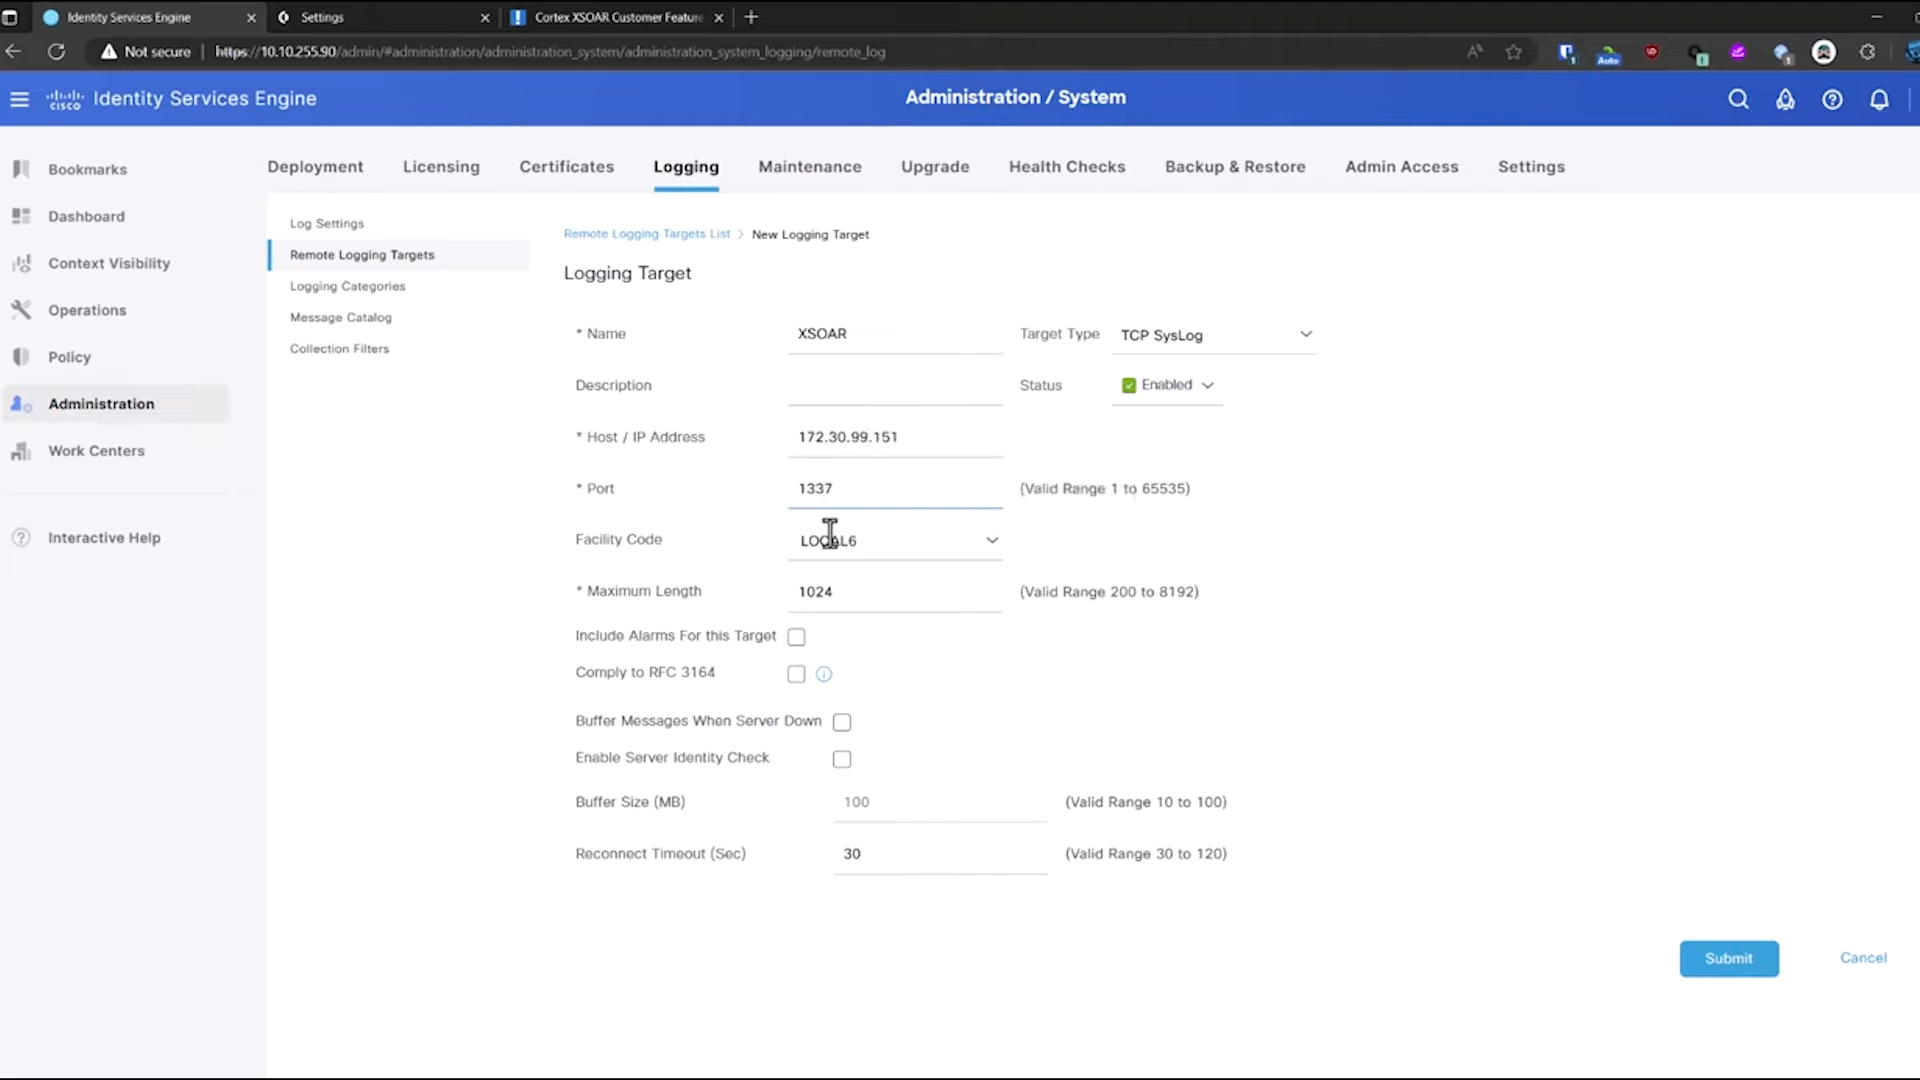 Identity Services Engine
Settings
Cortex XSOAR Customer Feature
Not secure
https://10.10.255.90/admin/#administration/administration_system/administration_system_logging/remote_log
Auto
cisco Identity Services Engine
Administration / System
Bookmarks
Dashboard
Context Visibility
Operations
Policy
Administration
Work Centers
Interactive Help
Deployment
Licensing
Certificates
Logging
Maintenance
Upgrade
Health Checks
Backup & Restore
Admin Access
Settings
Log Settings
Remote Logging Targets
Logging Categories
Message Catalog
Collection Filters
Remote Logging Targets List > New Logging Target
Logging Target
* Name XSOAR Target Type TCP SysLog
Description Status Enabled
* Host / IP Address 172.30.99.151
* Port 1337 (Valid Range 1 to 65535)
Facility Code LOCAL6
* Maximum Length 1024 (Valid Range 200 to 8192)
Include Alarms For this Target
Comply to RFC 3164
Buffer Messages When Server Down
Enable Server Identity Check
Buffer Size (MB) 100 (Valid Range 10 to 100)
Reconnect Timeout (Sec) 30 (Valid Range 30 to 120)
Submit
Cancel